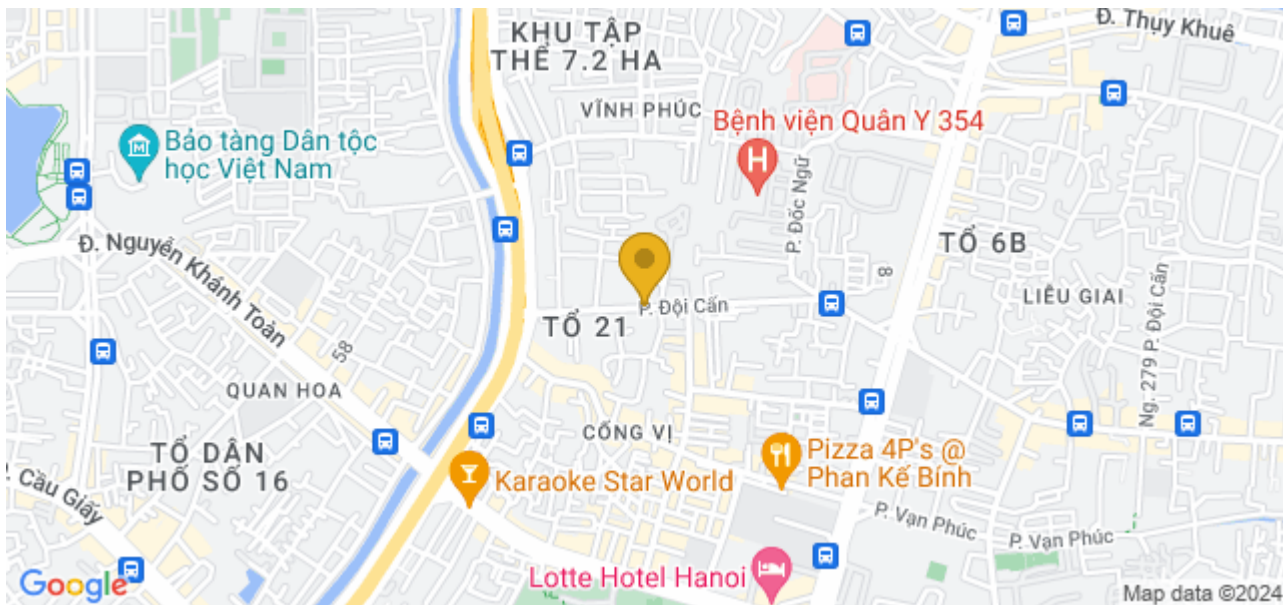 Đ. Thụy Khuê
KHU TẬP
THỂ 7.2 HA
VĨNH PHÚC
Bệnh viện Quân Y 354
Bảo tàng Dân tộc
học Việt Nam
P. Đốc Ngữ
TỔ 6B
Đ. Nguyễn Khánh Toàn
8
LIỄU GIAI
P. Đội Cấn
TỔ 21
58
QUAN HOA
Ng. 279 P. Đội Cấn
CỐNG VỊ
TỔ DÂN
PHỐ SỐ 16
Pizza 4P's @
Phan Kế Bính
Karaoke Star World
. Cầu Giấy
P. Vạn Phúc
P. Vạn Phúc
Lotte Hotel Hanoi
Google
Map data ©2024